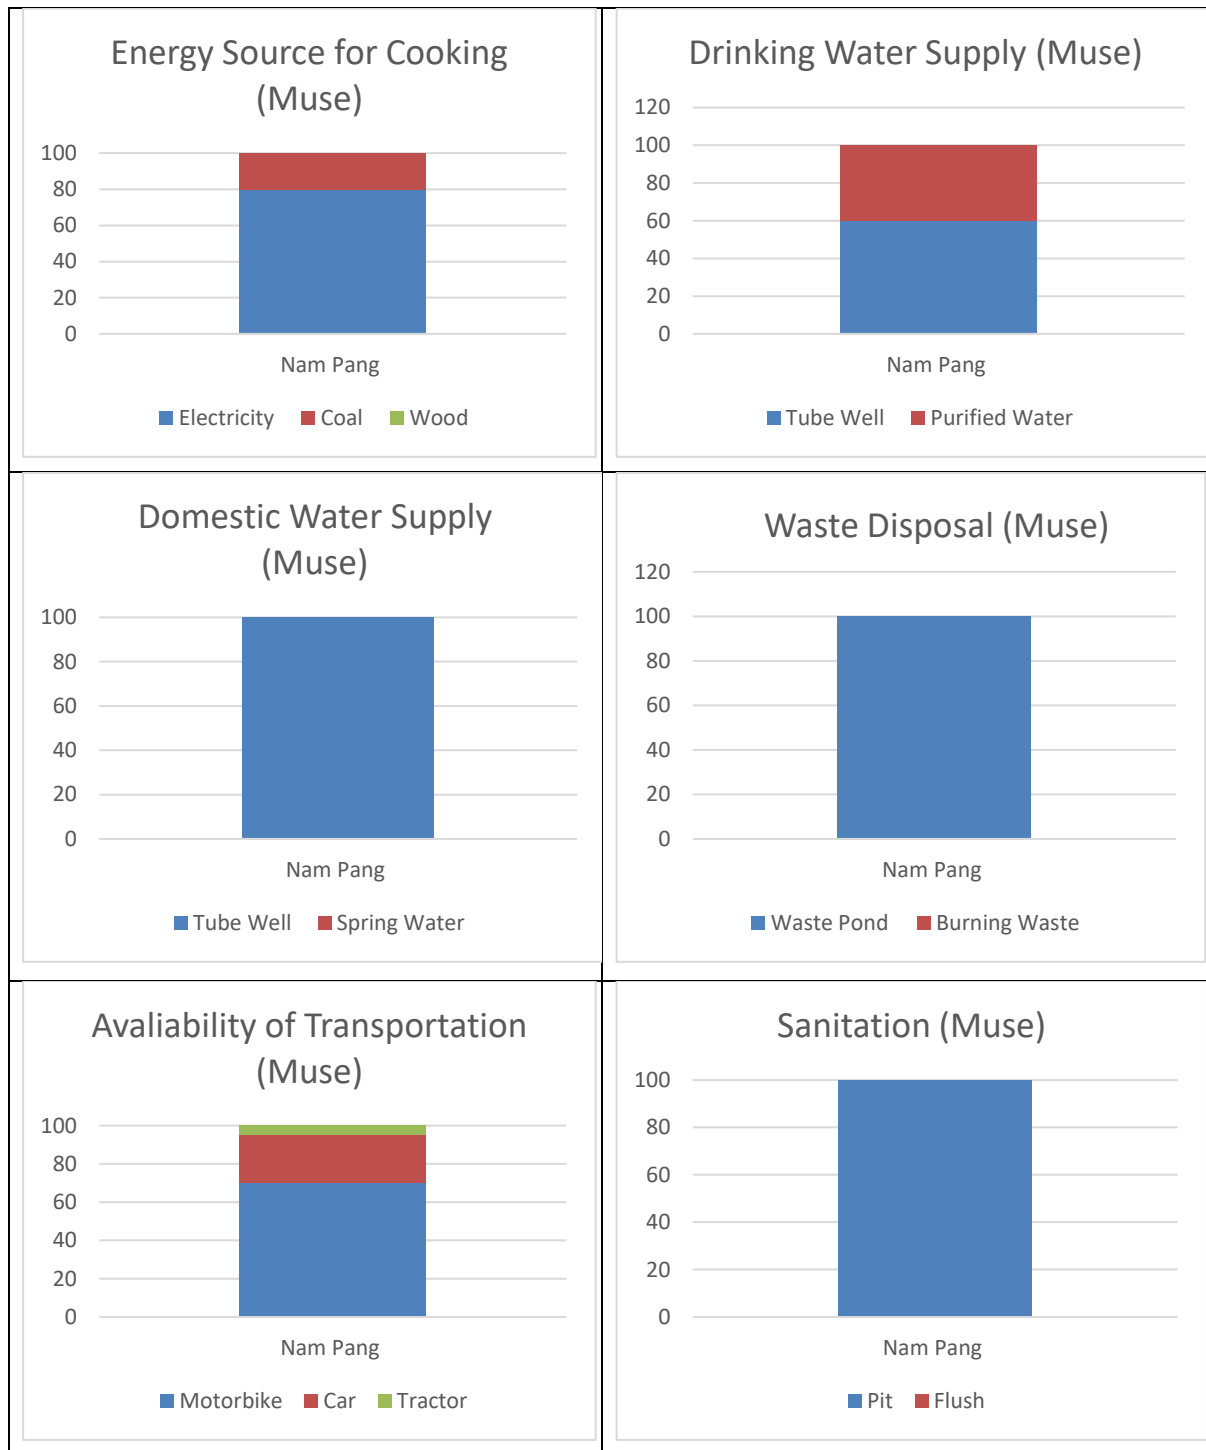 Energy Source for Cooking
(Muse)
100
80
60
40
20
0
Nam Pang
Electricity Coal Wood
Drinking Water Supply (Muse)
120
100
80
60
40
20
0
Nam Pang
Tube Well Purified Water
Domestic Water Supply
(Muse)
100
80
60
40
20
0
Nam Pang
Tube Well Spring Water
Waste Disposal (Muse)
120
100
80
60
40
20
0
Nam Pang
Waste Pond Burning Waste
Avaliability of Transportation
(Muse)
100
80
60
40
20
0
Nam Pang
Motorbike Car Tractor
Sanitation (Muse)
100
80
60
40
20
0
Nam Pang
Pit Flush